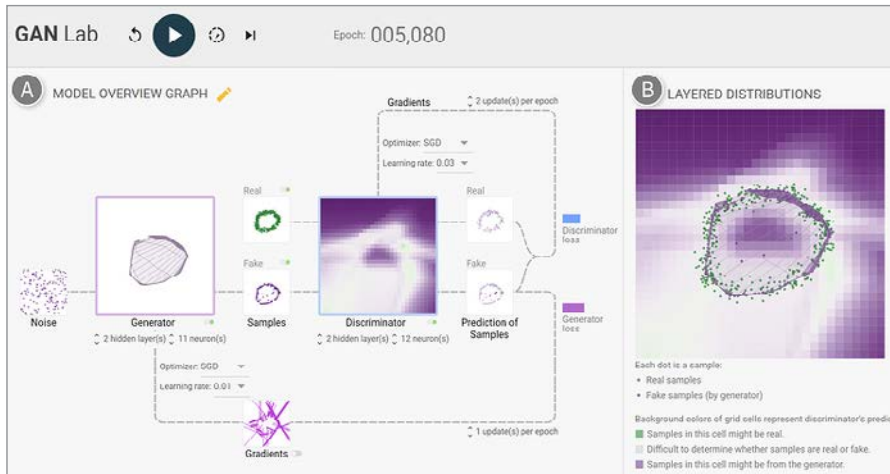 GAN Lab
Epoch: 005,080
A MODEL OVERVIEW GRAPH
Gradients
2 update(s) per epoch
Optimizer: SGD
Learning rate: 0.03
Real
Real
Fake
Fake
Discriminator
loss
Generator
loss
Noise
Generator
2 hidden layer(s) 11 neuron(s)
Samples
Discriminator
2 hidden layer(s) 12 neuron(s)
Prediction of
Samples
Optimizer: SGD
Learning rate: 0.01
Gradients
1 update(s) per epoch
B LAYERED DISTRIBUTIONS
Each dot is a sample:
Real samples
Fake samples (by generator)
Background colors of grid cells represent discriminator's predi
Samples in this cell might be real.
Difficult to determine whether samples are real or fake.
Samples in this cell might be from the generator.